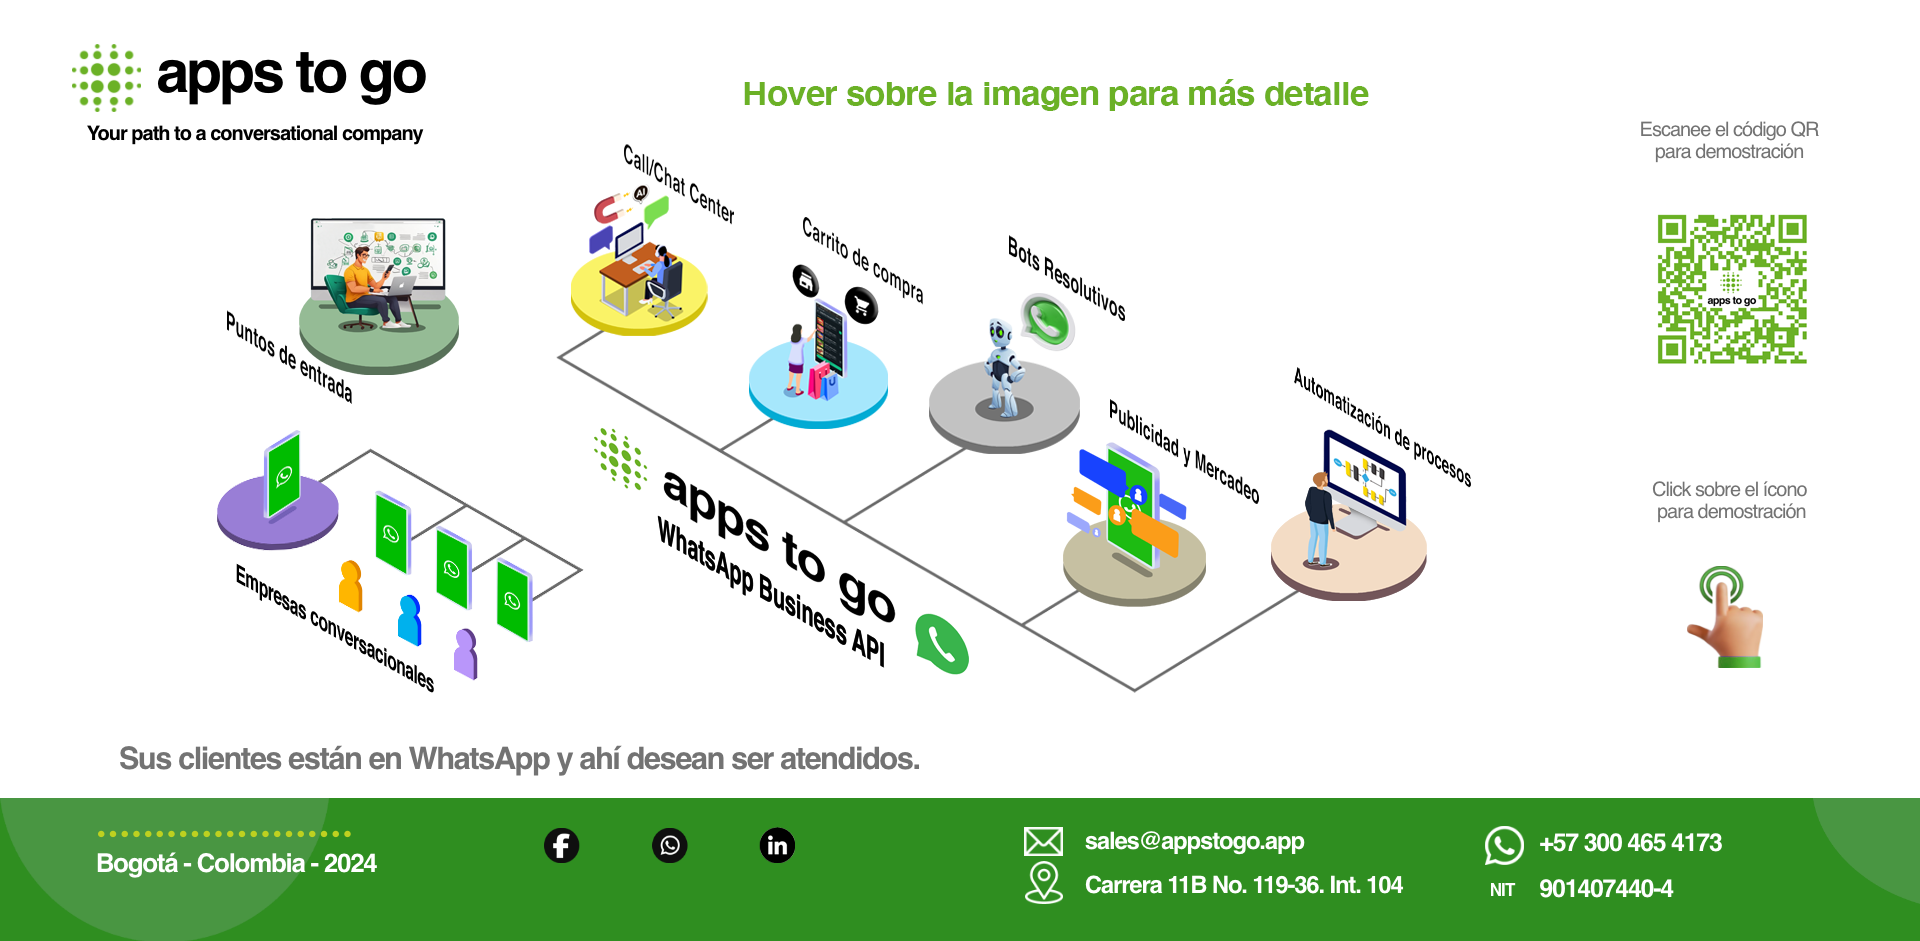 apps to go
Your path to a conversational company
Hover sobre la imagen para más detalle
Escanee el código QR
para demostración
Call/Chat Center
AI
Carrito de compra
Bots Resolutivos
Puntos de entrada
Publicidad y Mercadeo
Automatización de procesos
apps to go
apps to go
WhatsApp Business API
Empresas conversacionales
Click sobre el ícono
para demostración
Sus clientes están en WhatsApp y ahí desean ser atendidos.
Bogotá - Colombia - 2024
sales@appstogo.app
Carrera 11B No. 119-36. Int. 104
+57 300 465 4173
NIT 901407440-4